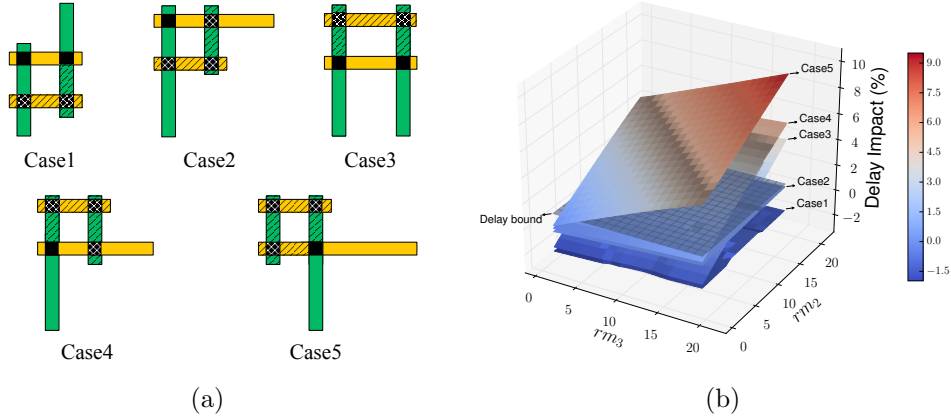 Case1
Case2
Case3
Case4
Case5
(a)
Delay bound
Case5
Case4
Case3
Case2
Case1
10
8
6
4
2
0
−2
Delay Impact (%)
0
5
10
15
20
rm3
0
5
10
15
20
rm2
9.0
7.5
6.0
4.5
3.0
1.5
0.0
−1.5
(b)